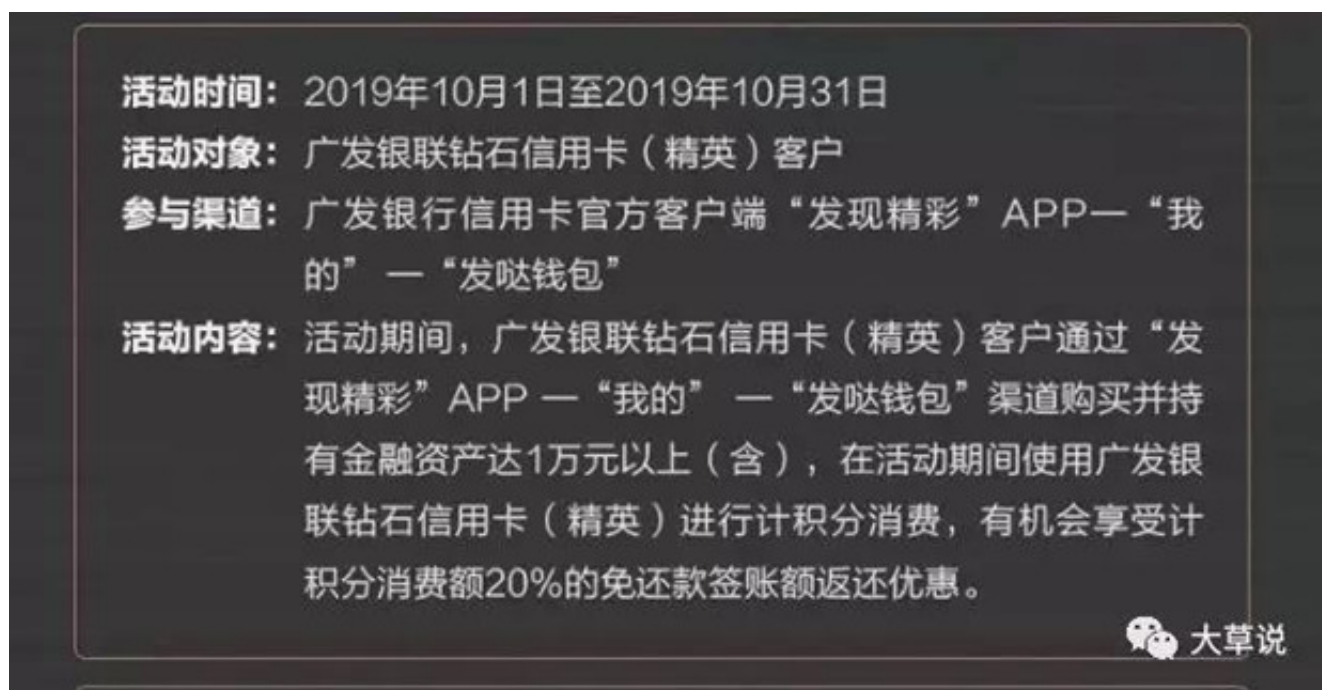 活动时间：2019年10月1日至2019年10月31日
活动对象：广发银联钻石信用卡（精英）客户
参与渠道：广发银行信用卡官方客户端“发现精彩”APP—“我
的” —“发哒钱包”
活动内容：活动期间，广发银联钻石信用卡（精英）客户通过“发
现精彩”APP —“我的” —“发哒钱包”渠道购买并持
有金融资产达1万元以上（含），在活动期间使用广发银
联钻石信用卡（精英）进行计积分消费，有机会享受计
积分消费额20%的免还款签账额返还优惠。
大草说